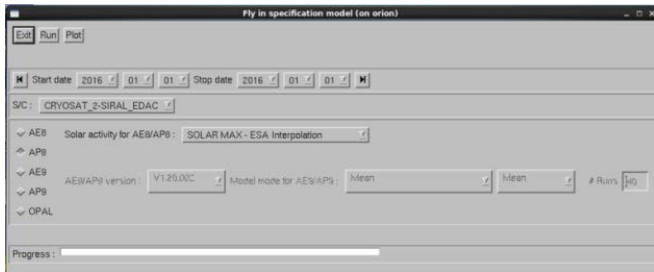 Fly in specification model (on orion)
Exit Run Plot
Start date 2016 01 01 Stop date 2016 01 01
S/C : CRYOSAT_2-SIRAL_EDAC
AE8 Solar activity for AE8/AP8 : SOLAR MAX - ESA Interpolation
AP8
AE9
AE9/AP9 version : V1.20.00C Model mode for AE9/AP9 : Mean Mean # Runs 40
AP9
OPAL
Progress :